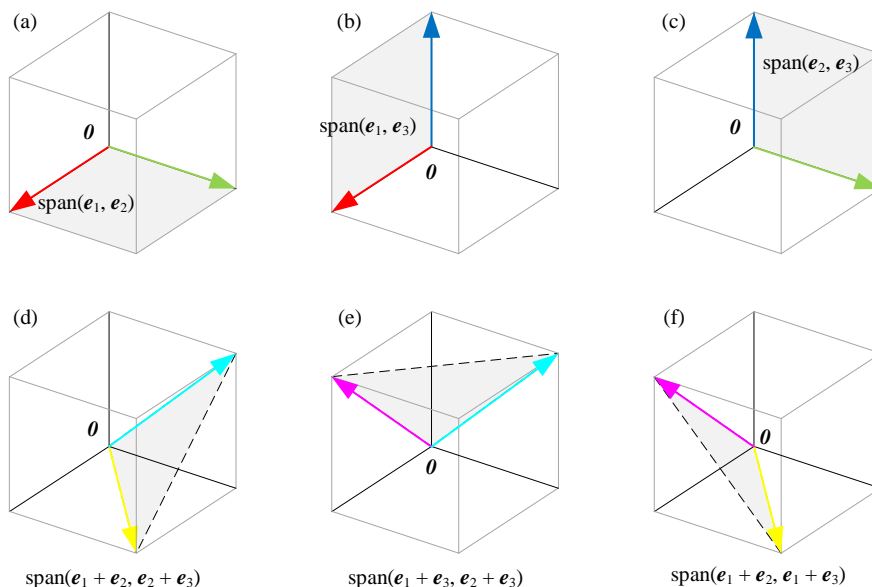 (a)
(b)
(c)
0
span(e₁, e₂)
span(e₁, e₃)
0
span(e₂, e₃)
0
(d)
(e)
(f)
0
0
0
span(e₁ + e₂, e₂ + e₃)
span(e₁ + e₃, e₂ + e₃)
span(e₁ + e₂, e₁ + e₃)